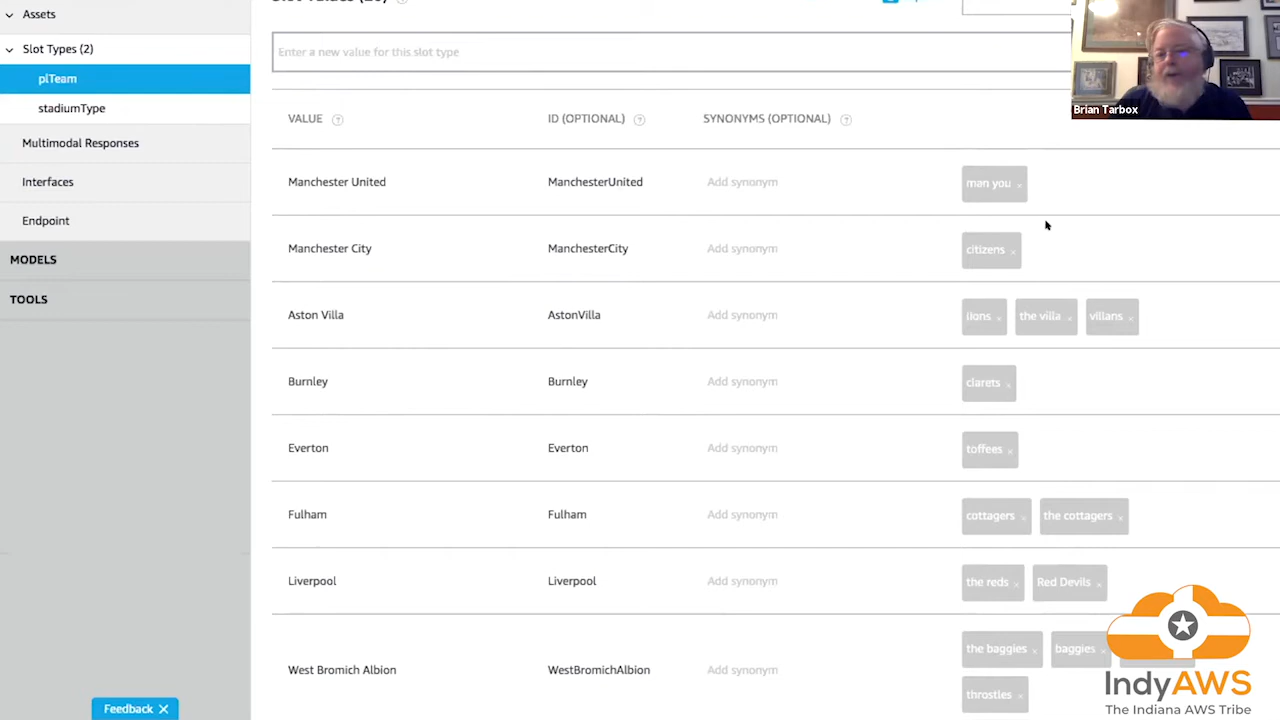 Assets
Slot Types (2)
plTeam
stadiumType
Multimodal Responses
Interfaces
Endpoint
MODELS
TOOLS
Feedback
Enter a new value for this slot type
VALUE ID (OPTIONAL) SYNONYMS (OPTIONAL)
Manchester United ManchesterUnited Add synonym man you
Manchester City ManchesterCity Add synonym citizens
Aston Villa AstonVilla Add synonym lions the villa villans
Burnley Burnley Add synonym clarets
Everton Everton Add synonym toffees
Fulham Fulham Add synonym cottagers the cottagers
Liverpool Liverpool Add synonym the reds Red Devils
West Bromich Albion WestBromichAlbion Add synonym the baggies baggies
throstles
Brian Tarbox
IndyAWS
The Indiana AWS Tribe